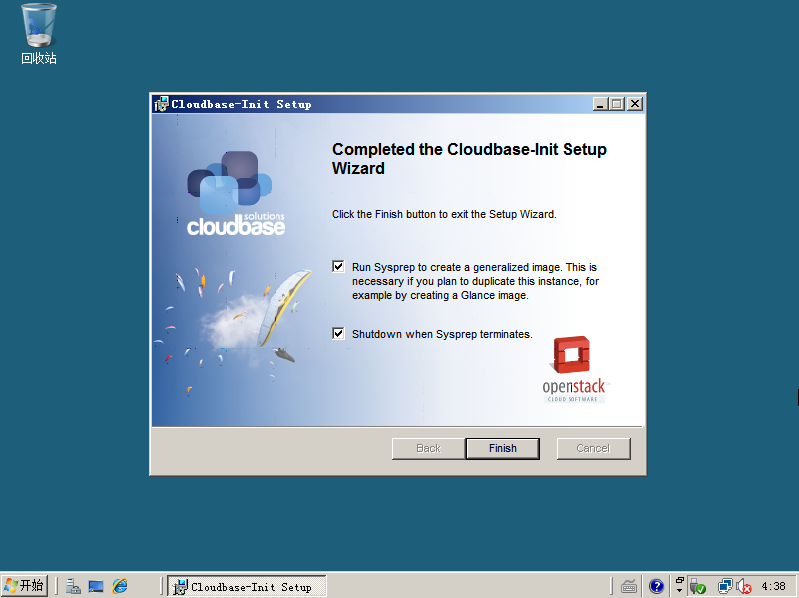 回收站
Cloudbase-Init Setup
Completed the Cloudbase-Init Setup
Wizard
Click the Finish button to exit the Setup Wizard.
solutions
cloudbase
Run Sysprep to create a generalized image. This is
necessary if you plan to duplicate this instance, for
example by creating a Glance image.
Shutdown when Sysprep terminates.
openstack
CLOUD SOFTWARE
Back
Finish
Cancel
开始
Cloudbase-Init Setup
4:38